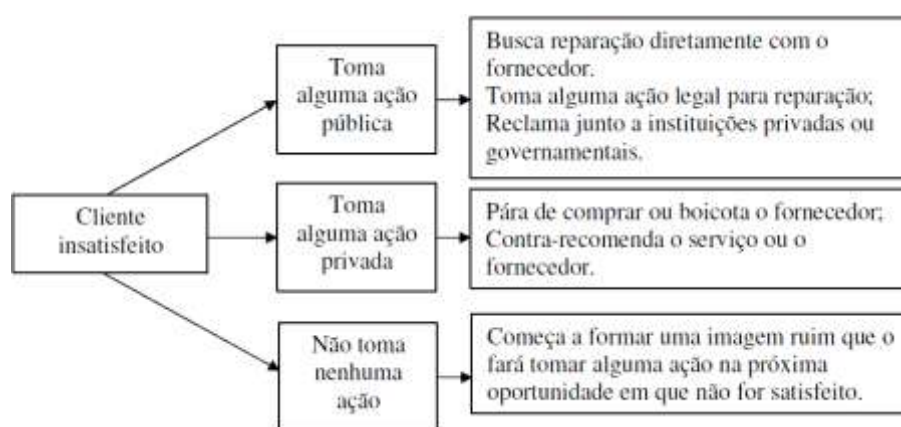 Cliente
insatisfeito
Toma
alguma ação
pública
Busca reparação diretamente com o
fornecedor.
Toma alguma ação legal para reparação;
Reclama junto a instituições privadas ou
governamentais.
Toma
alguma ação
privada
Pára de comprar ou boicota o fornecedor;
Contra-recomenda o serviço ou o
fornecedor.
Não toma
nenhuma
ação
Começa a formar uma imagem ruim que o
fará tomar alguma ação na próxima
oportunidade em que não for satisfeito.